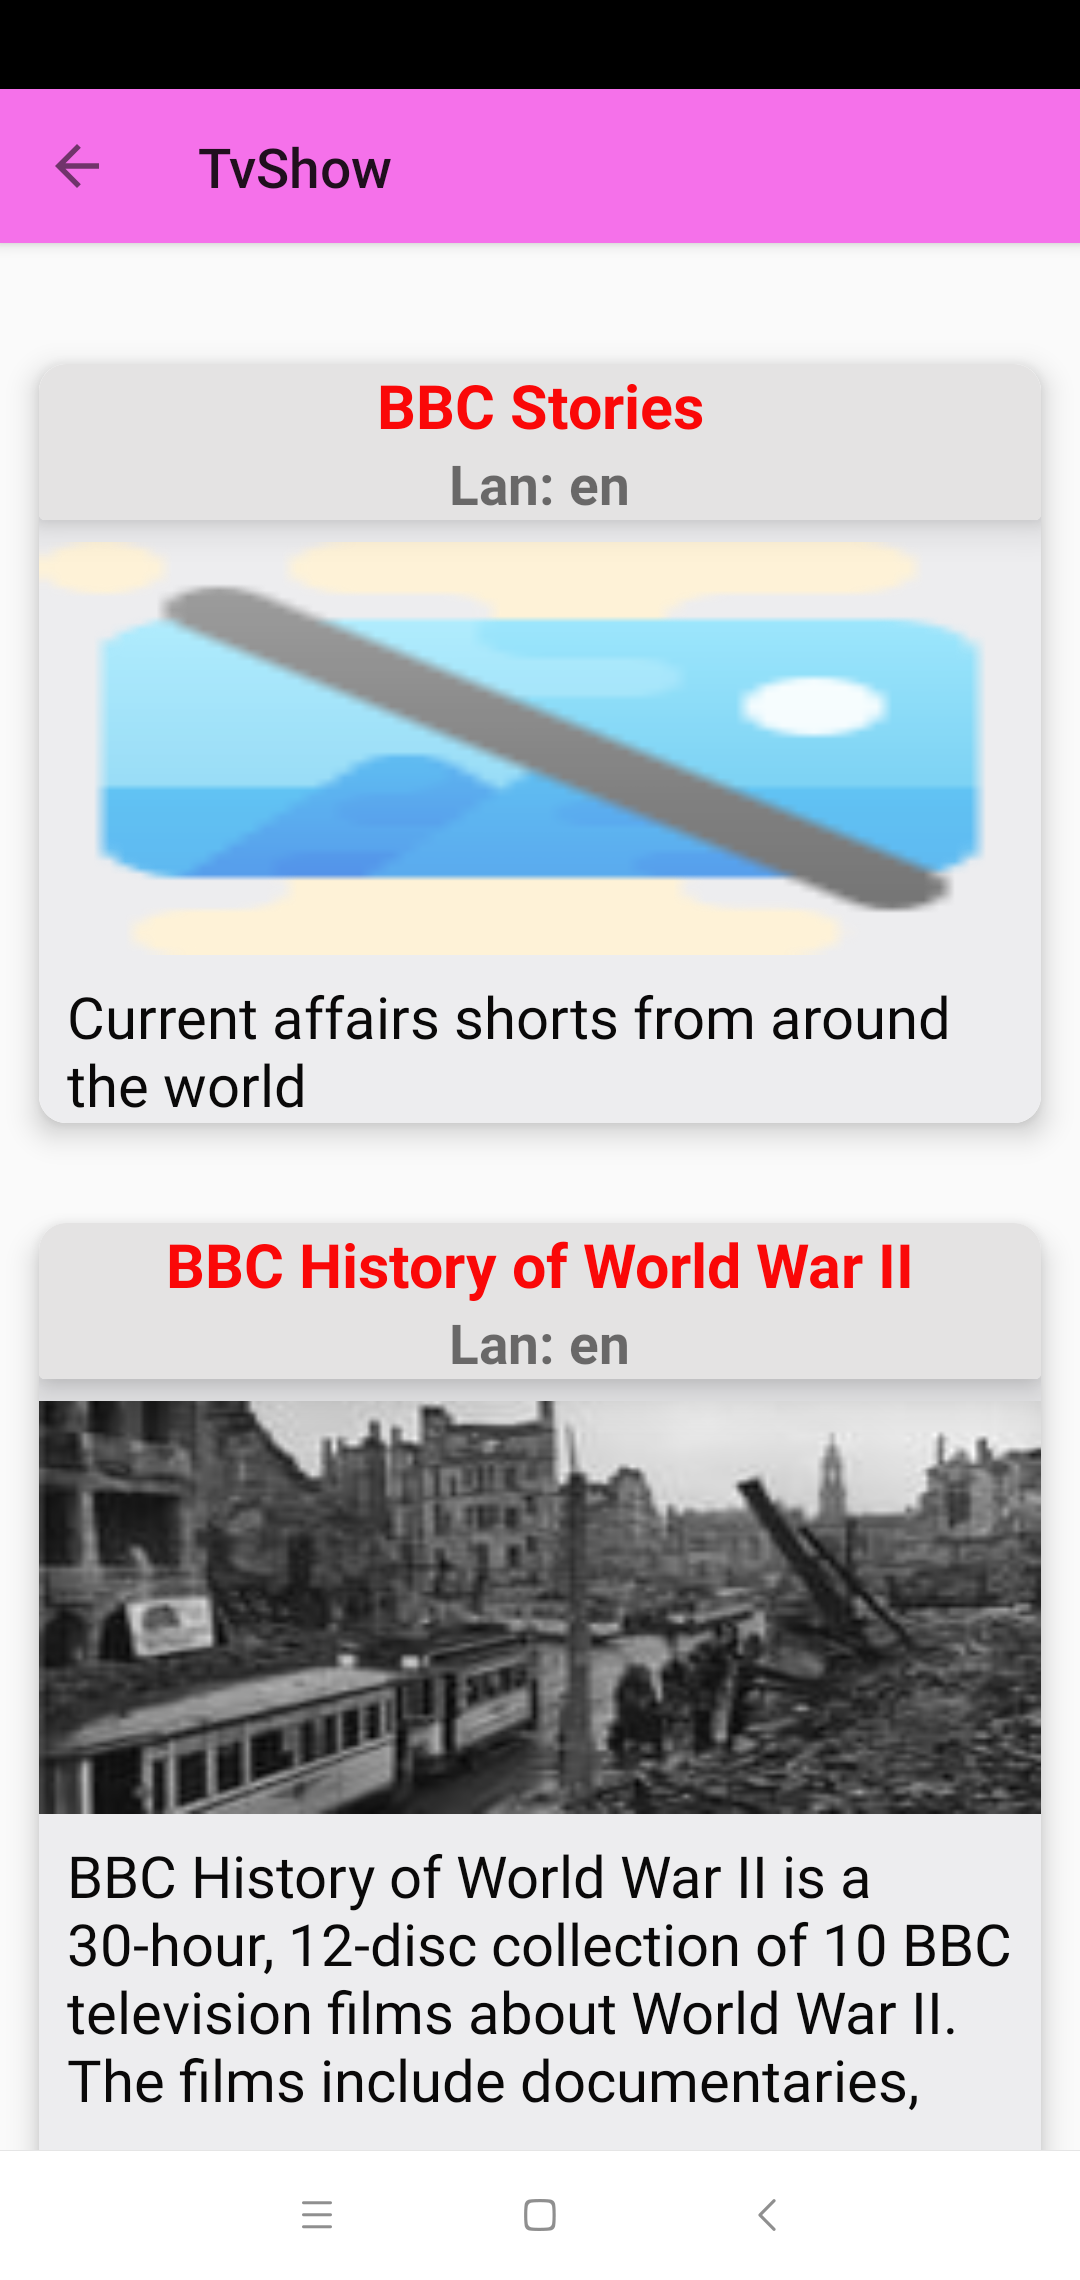 TvShow
BBC Stories
Lan: en
Current affairs shorts from around
the world
BBC History of World War II
Lan: en
BBC History of World War II is a
30-hour, 12-disc collection of 10 BBC
television films about World War II.
The films include documentaries,